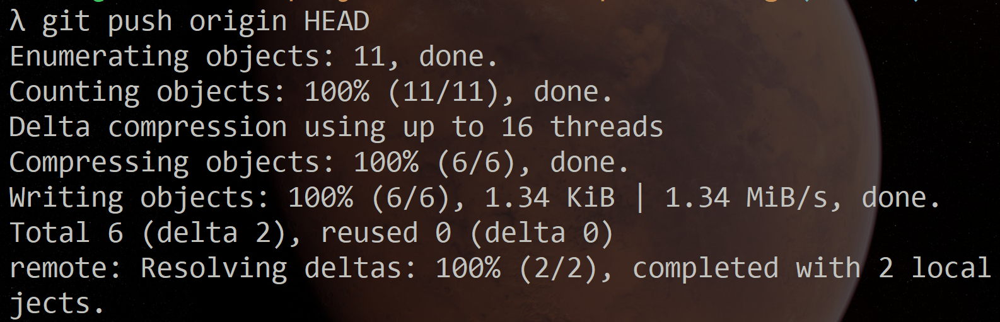 λ git push origin HEAD
Enumerating objects: 11, done.
Counting objects: 100% (11/11), done.
Delta compression using up to 16 threads
Compressing objects: 100% (6/6), done.
Writing objects: 100% (6/6), 1.34 KiB | 1.34 MiB/s, done.
Total 6 (delta 2), reused 0 (delta 0)
remote: Resolving deltas: 100% (2/2), completed with 2 local
jects.